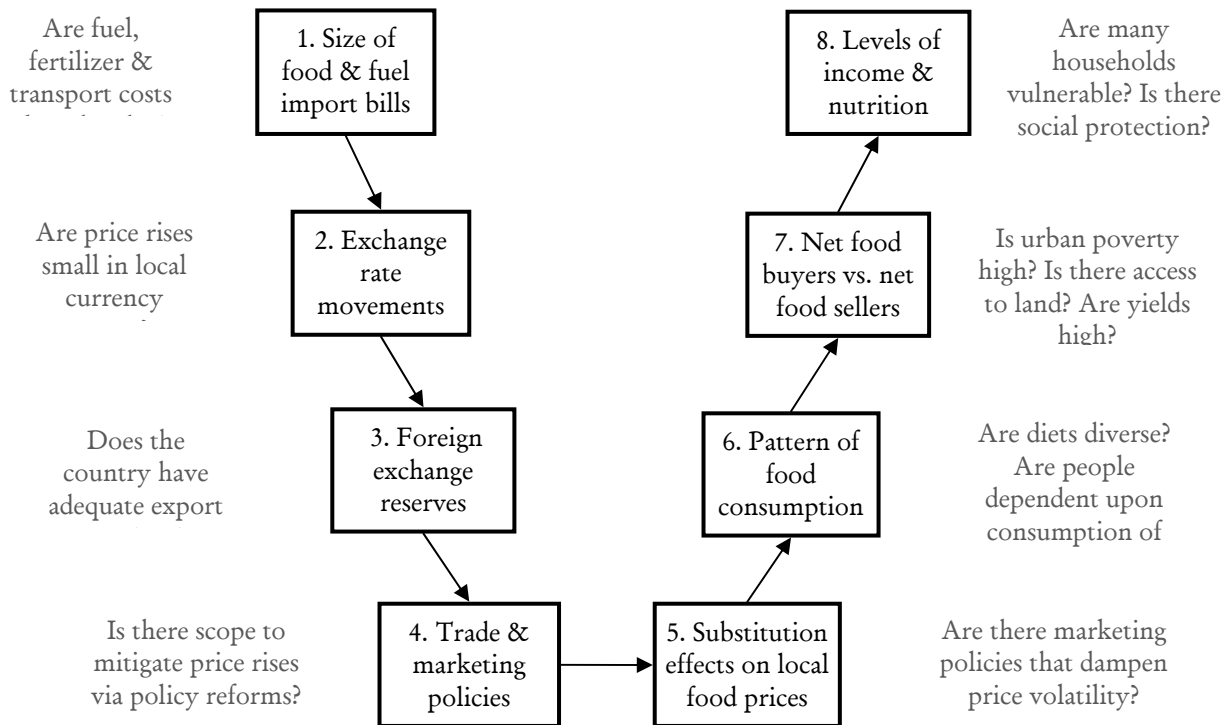 Are fuel,
fertilizer &
transport costs
1. Size of
food & fuel
import bills
8. Levels of
income &
nutrition
Are many
households
vulnerable? Is there
social protection?
Are price rises
small in local
currency
2. Exchange
rate
movements
7. Net food
buyers vs. net
food sellers
Is urban poverty
high? Is there access
to land? Are yields
high?
Does the
country have
adequate export
3. Foreign
exchange
reserves
6. Pattern of
food
consumption
Are diets diverse?
Are people
dependent upon
consumption of
Is there scope to
mitigate price rises
via policy reforms?
4. Trade &
marketing
policies
5. Substitution
effects on local
food prices
Are there marketing
policies that dampen
price volatility?